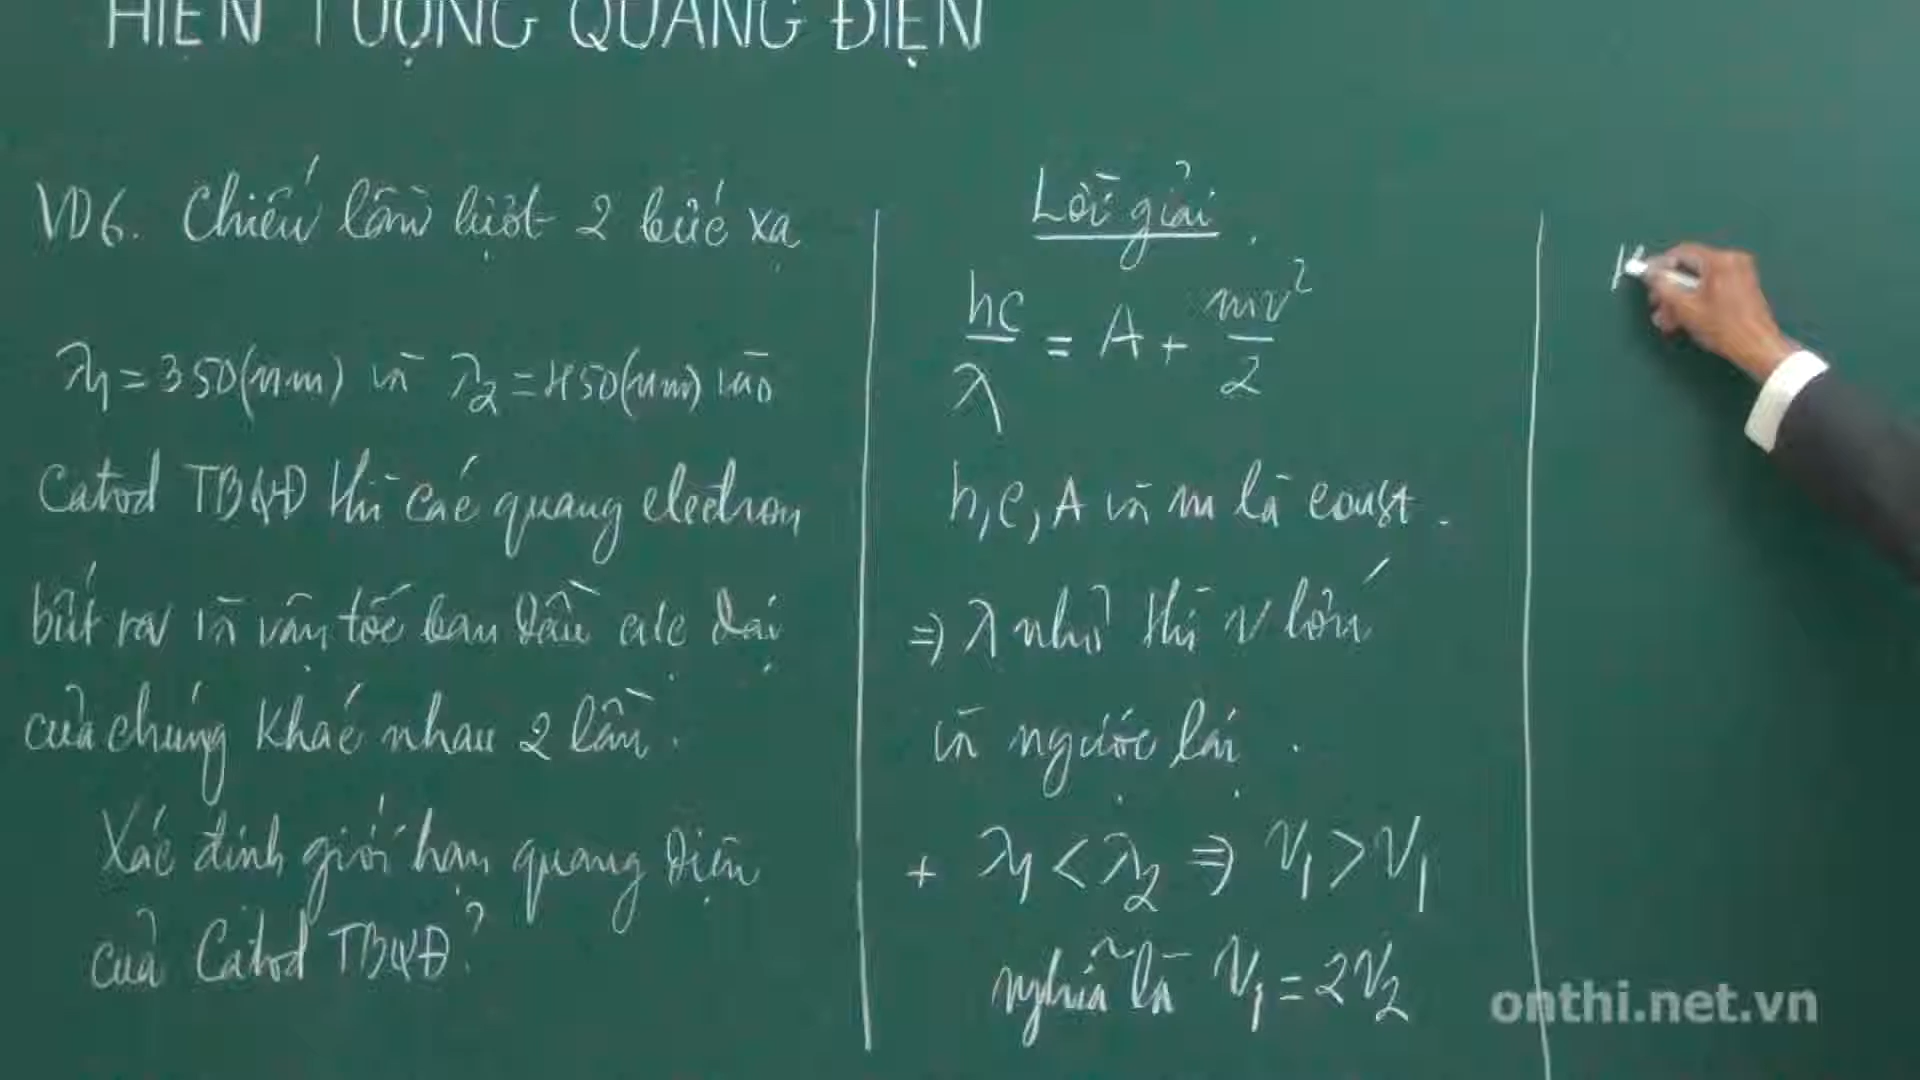 HIỆN TƯỢNG QUANG ĐIỆN
VD6. Chiếu lần lượt 2 bức xạ
λ1 = 350(nm) và λ2 = 450(nm) vào
Catod TBQĐ thì các quang electron
bứt ra và vận tốc ban đầu cực đại
của chúng khác nhau 2 lần.
Xác định giới hạn quang điện
của Catod TBQĐ?
Lời giải.
hc/λ = A + mv²/2
h, c, A và m là const.
⇒ λ nhỏ thì v lớn
và ngược lại.
+ λ1 < λ2 ⇒ v1 > v1
nghĩa là v1 = 2v2
onthi.net.vn